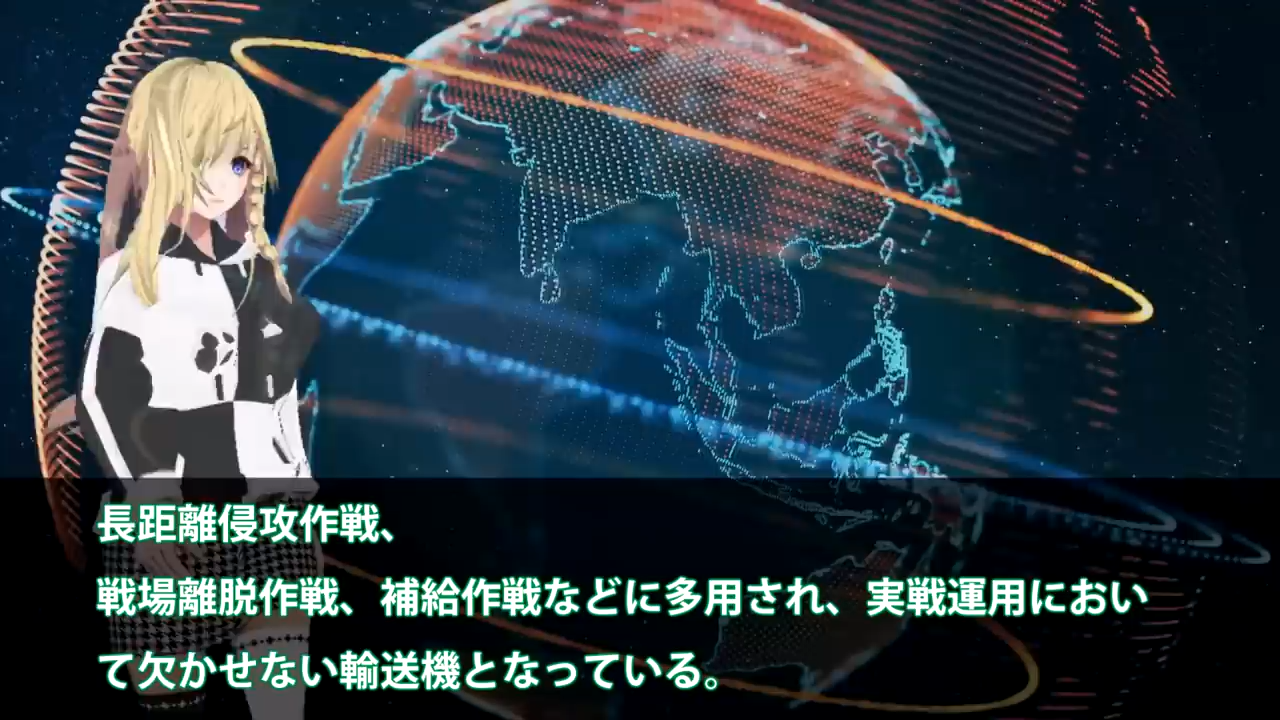 長距離侵攻作戦、
戦場離脱作戦、補給作戦などに多用され、実戦運用におい
て欠かせない輸送機となっている。